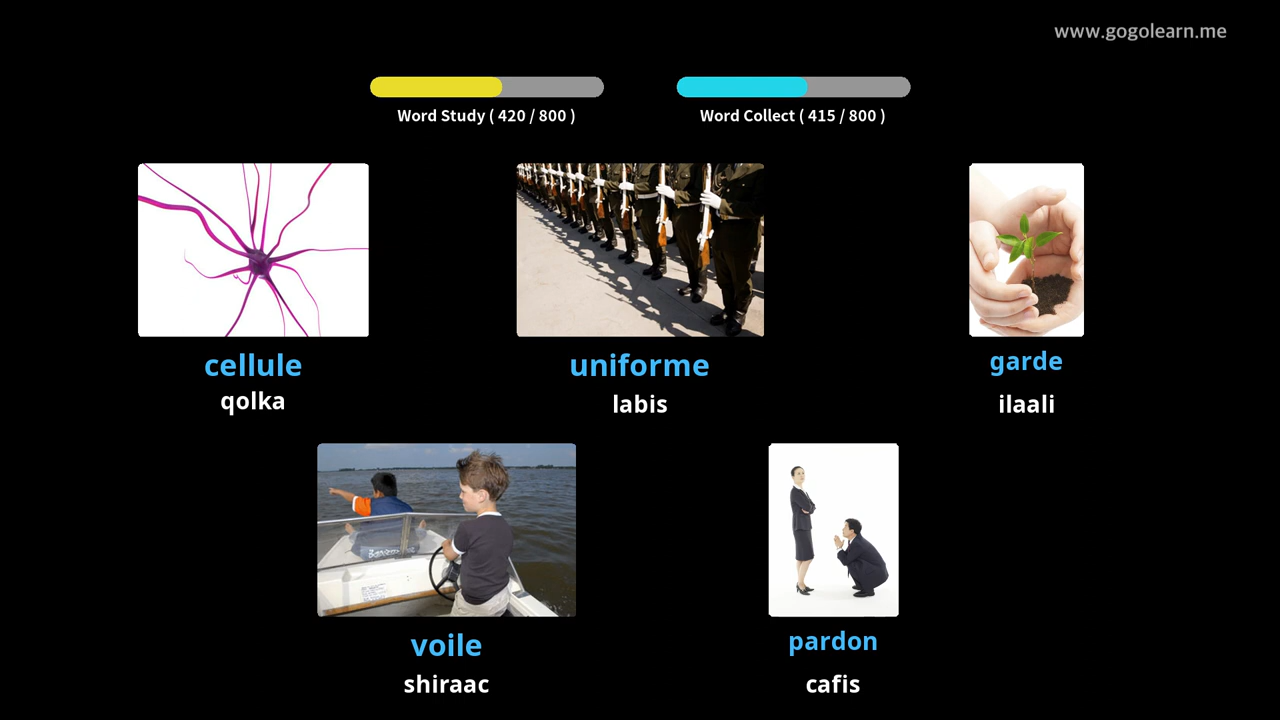 www.gogolearn.me
Word Study ( 420 / 800 )
Word Collect ( 415 / 800 )
cellule
qolka
uniforme
labis
garde
ilaali
voile
shiraac
pardon
cafis